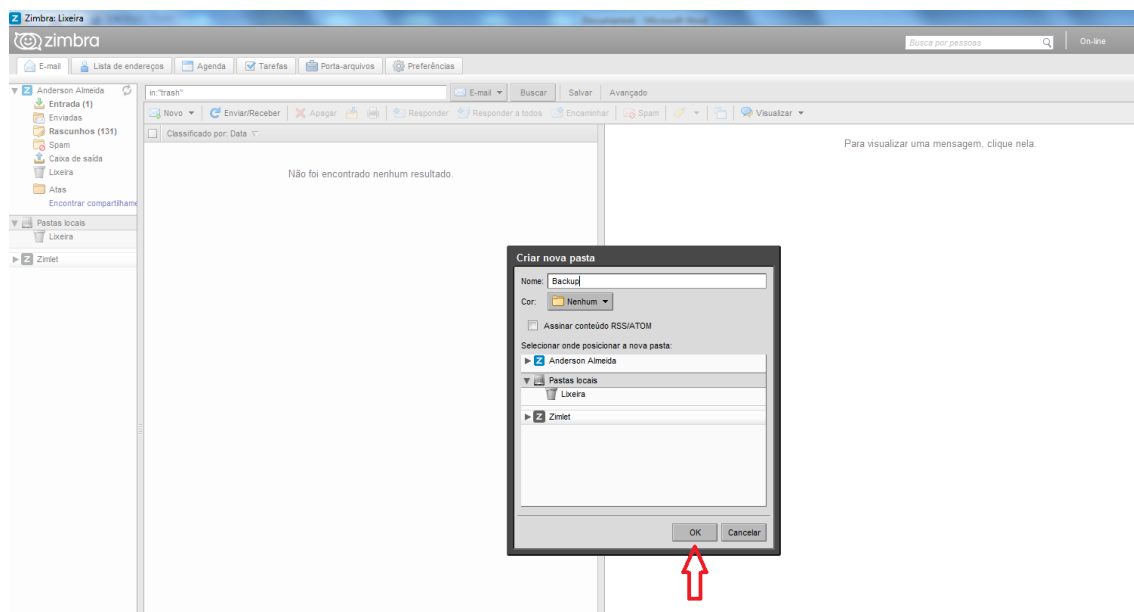 Zimbra: Lixeira
zimbra
Busca por pessoas
On-line
E-mail
Lista de endereços
Agenda
Tarefas
Porta-arquivos
Preferências
Anderson Almeida
in:"trash"
E-mail
Buscar
Salvar
Avançado
Entrada (1)
Enviadas
Rascunhos (131)
Spam
Caixa de saída
Lixeira
Atas
Encontrar compartilham
Pastas locais
Lixeira
Zimlet
Novo
Enviar/Receber
Apagar
Responder
Responder a todos
Encaminhar
Spam
Visualizar
Classificado por: Data
Não foi encontrado nenhum resultado.
Para visualizar uma mensagem, clique nela.
Criar nova pasta
Nome: Backup
Cor: Nenhum
Assinar conteúdo RSS/ATOM
Selecionar onde posicionar a nova pasta:
Anderson Almeida
Pastas locais
Lixeira
Zimlet
OK
Cancelar